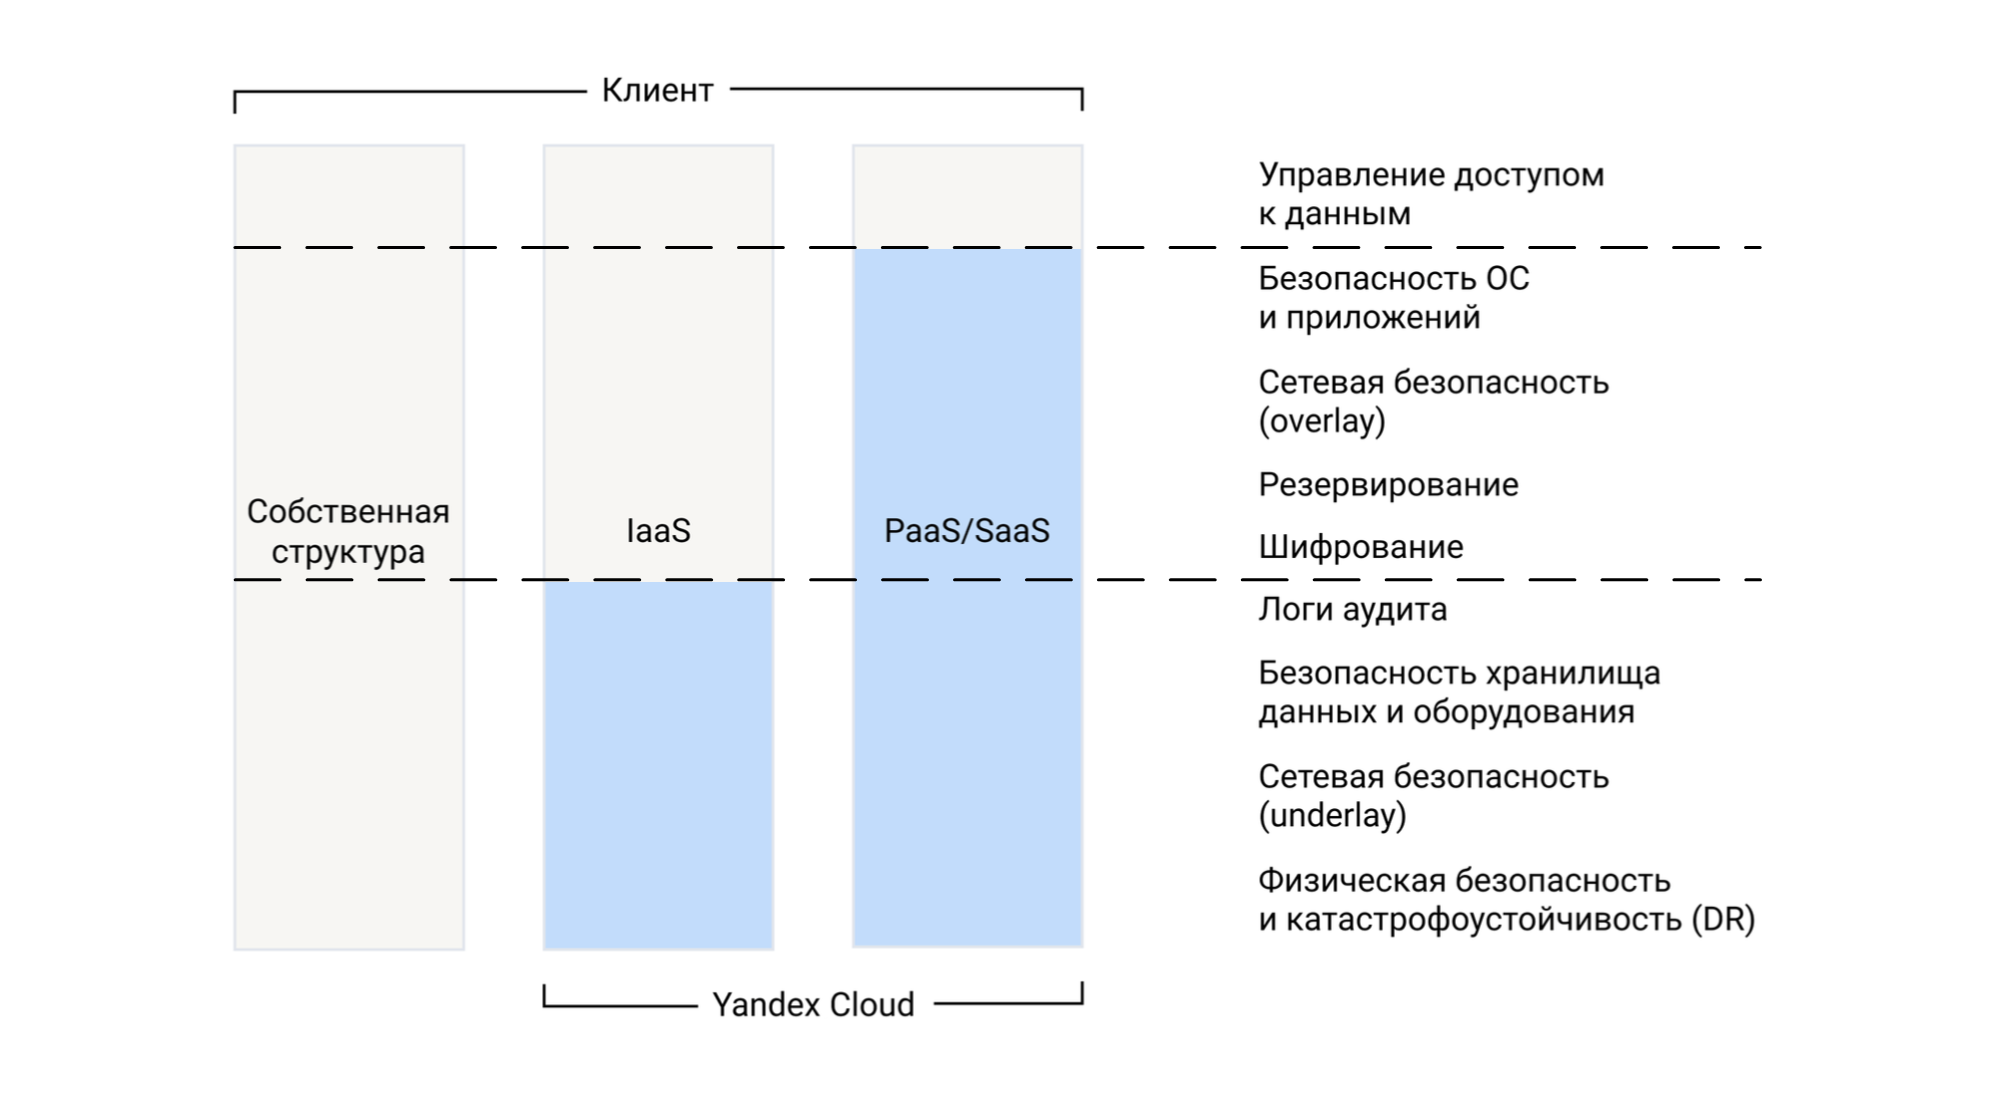 Клиент
Собственная
структура
IaaS
PaaS/SaaS
Управление доступом
к данным
Безопасность ОС
и приложений
Сетевая безопасность
(overlay)
Резервирование
Шифрование
Логи аудита
Безопасность хранилища
данных и оборудования
Сетевая безопасность
(underlay)
Физическая безопасность
и катастрофоустойчивость (DR)
Yandex Cloud